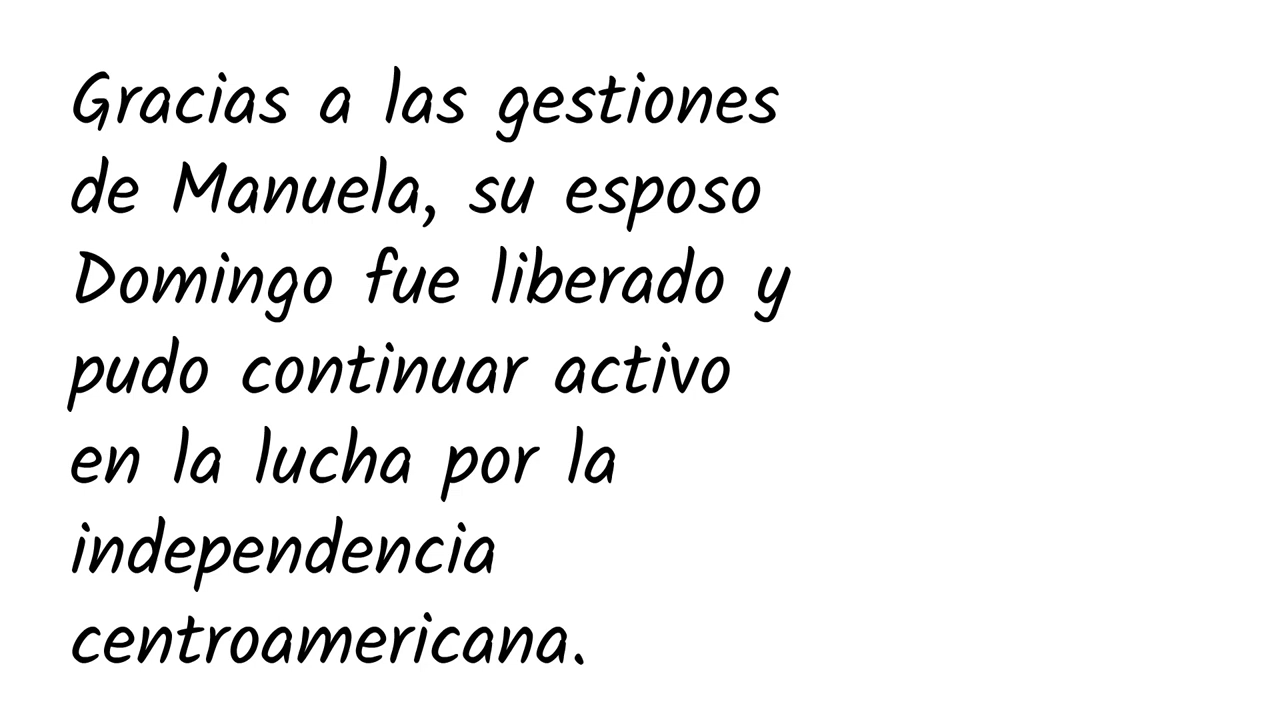 Gracias a las gestiones
de Manuela, su esposo
Domingo fue liberado y
pudo continuar activo
en la lucha por la
independencia
centroamericana.